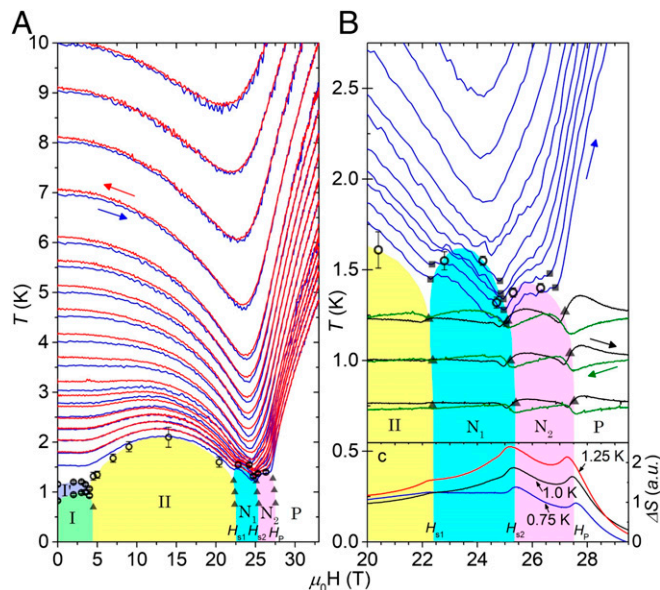 A
B
10
9
8
7
6
5
4
3
2
1
0
T (K)
I'
I
II
N₁
N₂
P
Hs1
Hs2
HP
0 5 10 15 20 25 30
μ₀H (T)
2.5
2.0
1.5
1.0
T (K)
II
N₁
N₂
P
C
0.5
0.0
1.25 K
1.0 K
0.75 K
Hs1
Hs2
HP
2
1
0
ΔS (a.u.)
20 22 24 26 28